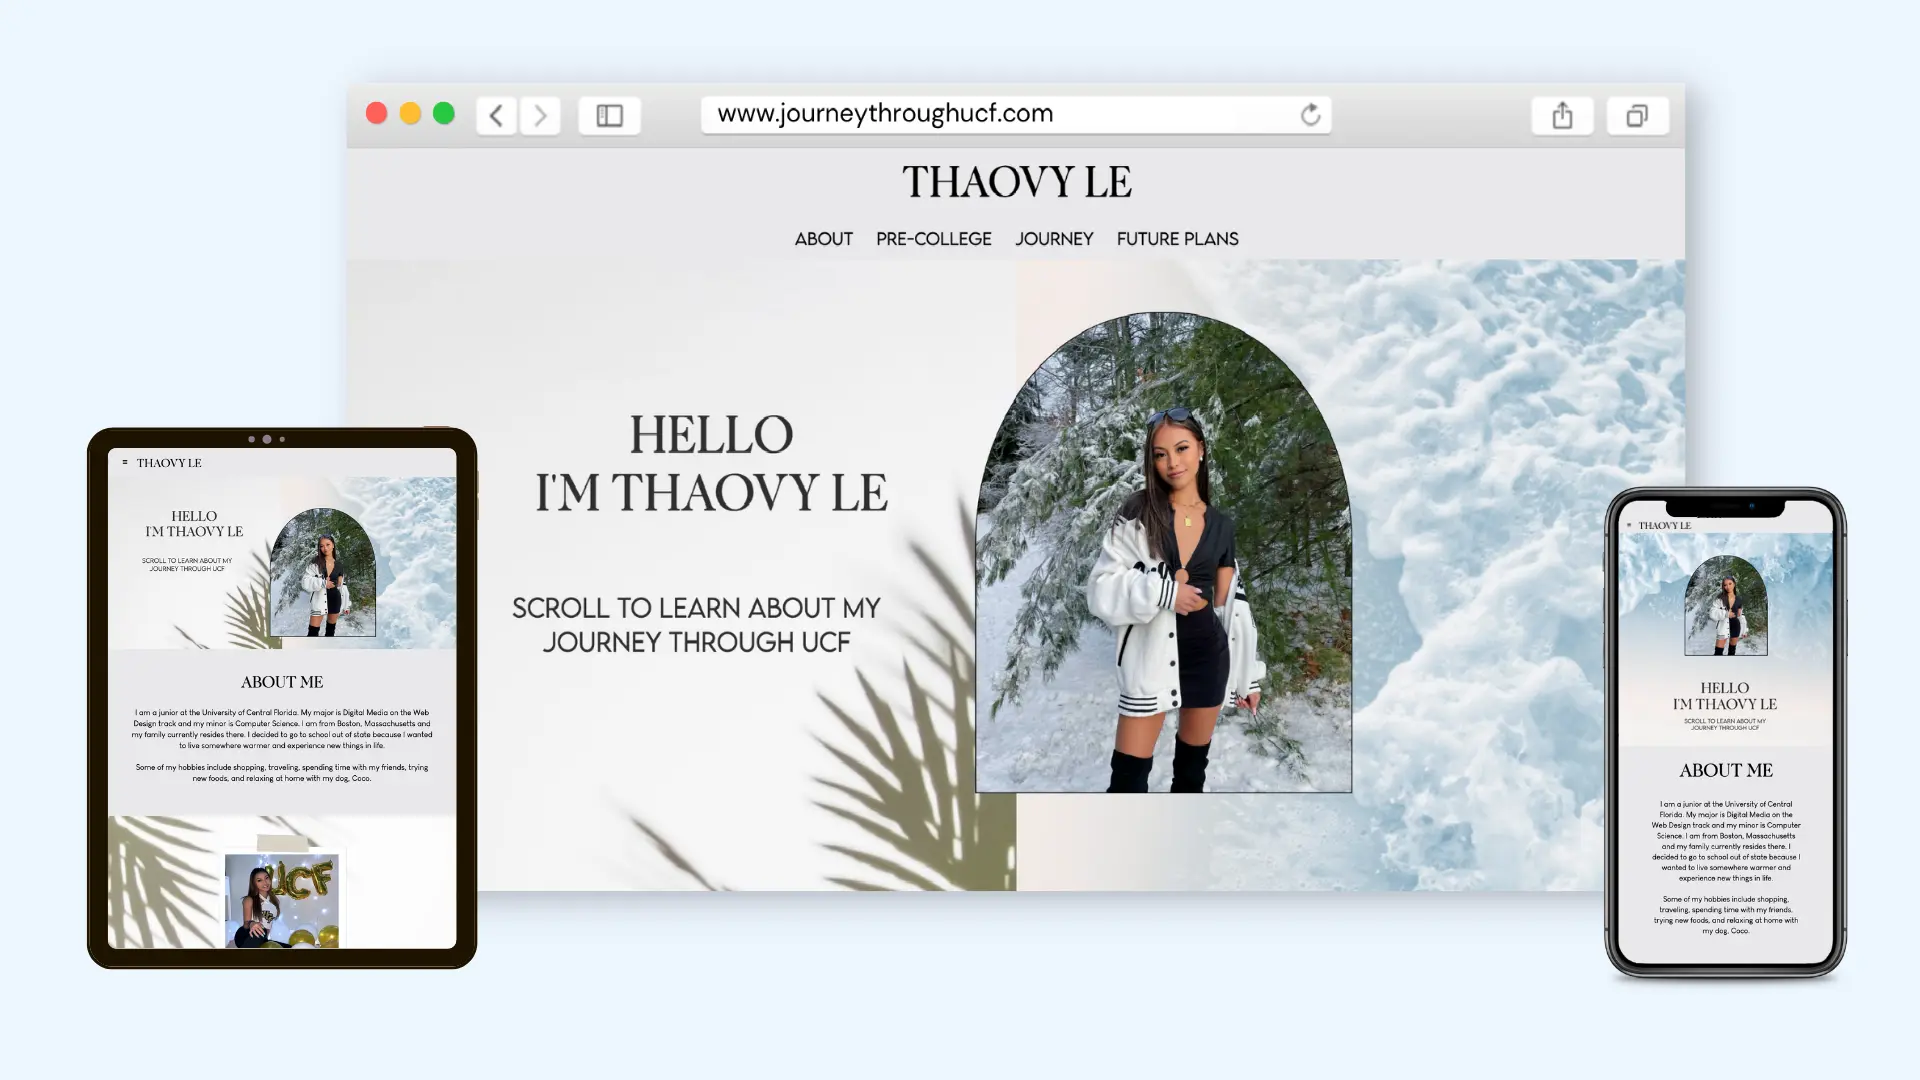 www.journeythroughucf.com
THAOVY LE
ABOUT PRE-COLLEGE JOURNEY FUTURE PLANS
HELLO
I'M THAOVY LE
SCROLL TO LEARN ABOUT MY
JOURNEY THROUGH UCF
THAOVY LE
HELLO
I'M THAOVY LE
SCROLL TO LEARN ABOUT MY
JOURNEY THROUGH UCF
ABOUT ME
I am a junior at the University of Central Florida. My major is Digital Media on the Web
Design track and my minor is Computer Science. I am from Boston, Massachusetts and
my family currently resides there. I decided to go to school out of state because I wanted
to live somewhere warmer and experience new things in life.
Some of my hobbies include shopping, traveling, spending time with my friends, trying
new foods, and relaxing at home with my dog, Coco.
UCF
THAOVY LE
HELLO
I'M THAOVY LE
SCROLL TO LEARN ABOUT MY
JOURNEY THROUGH UCF
ABOUT ME
I am a junior at the University of Central
Florida. My major is Digital Media on the
Web Design track and my minor is Computer
Science. I am from Boston, Massachusetts
and my family currently resides there. I
decided to go to school out of state because I
wanted to live somewhere warmer and
experience new things in life.
Some of my hobbies include shopping,
traveling, spending time with my friends,
trying new foods, and relaxing at home with
my dog, Coco.